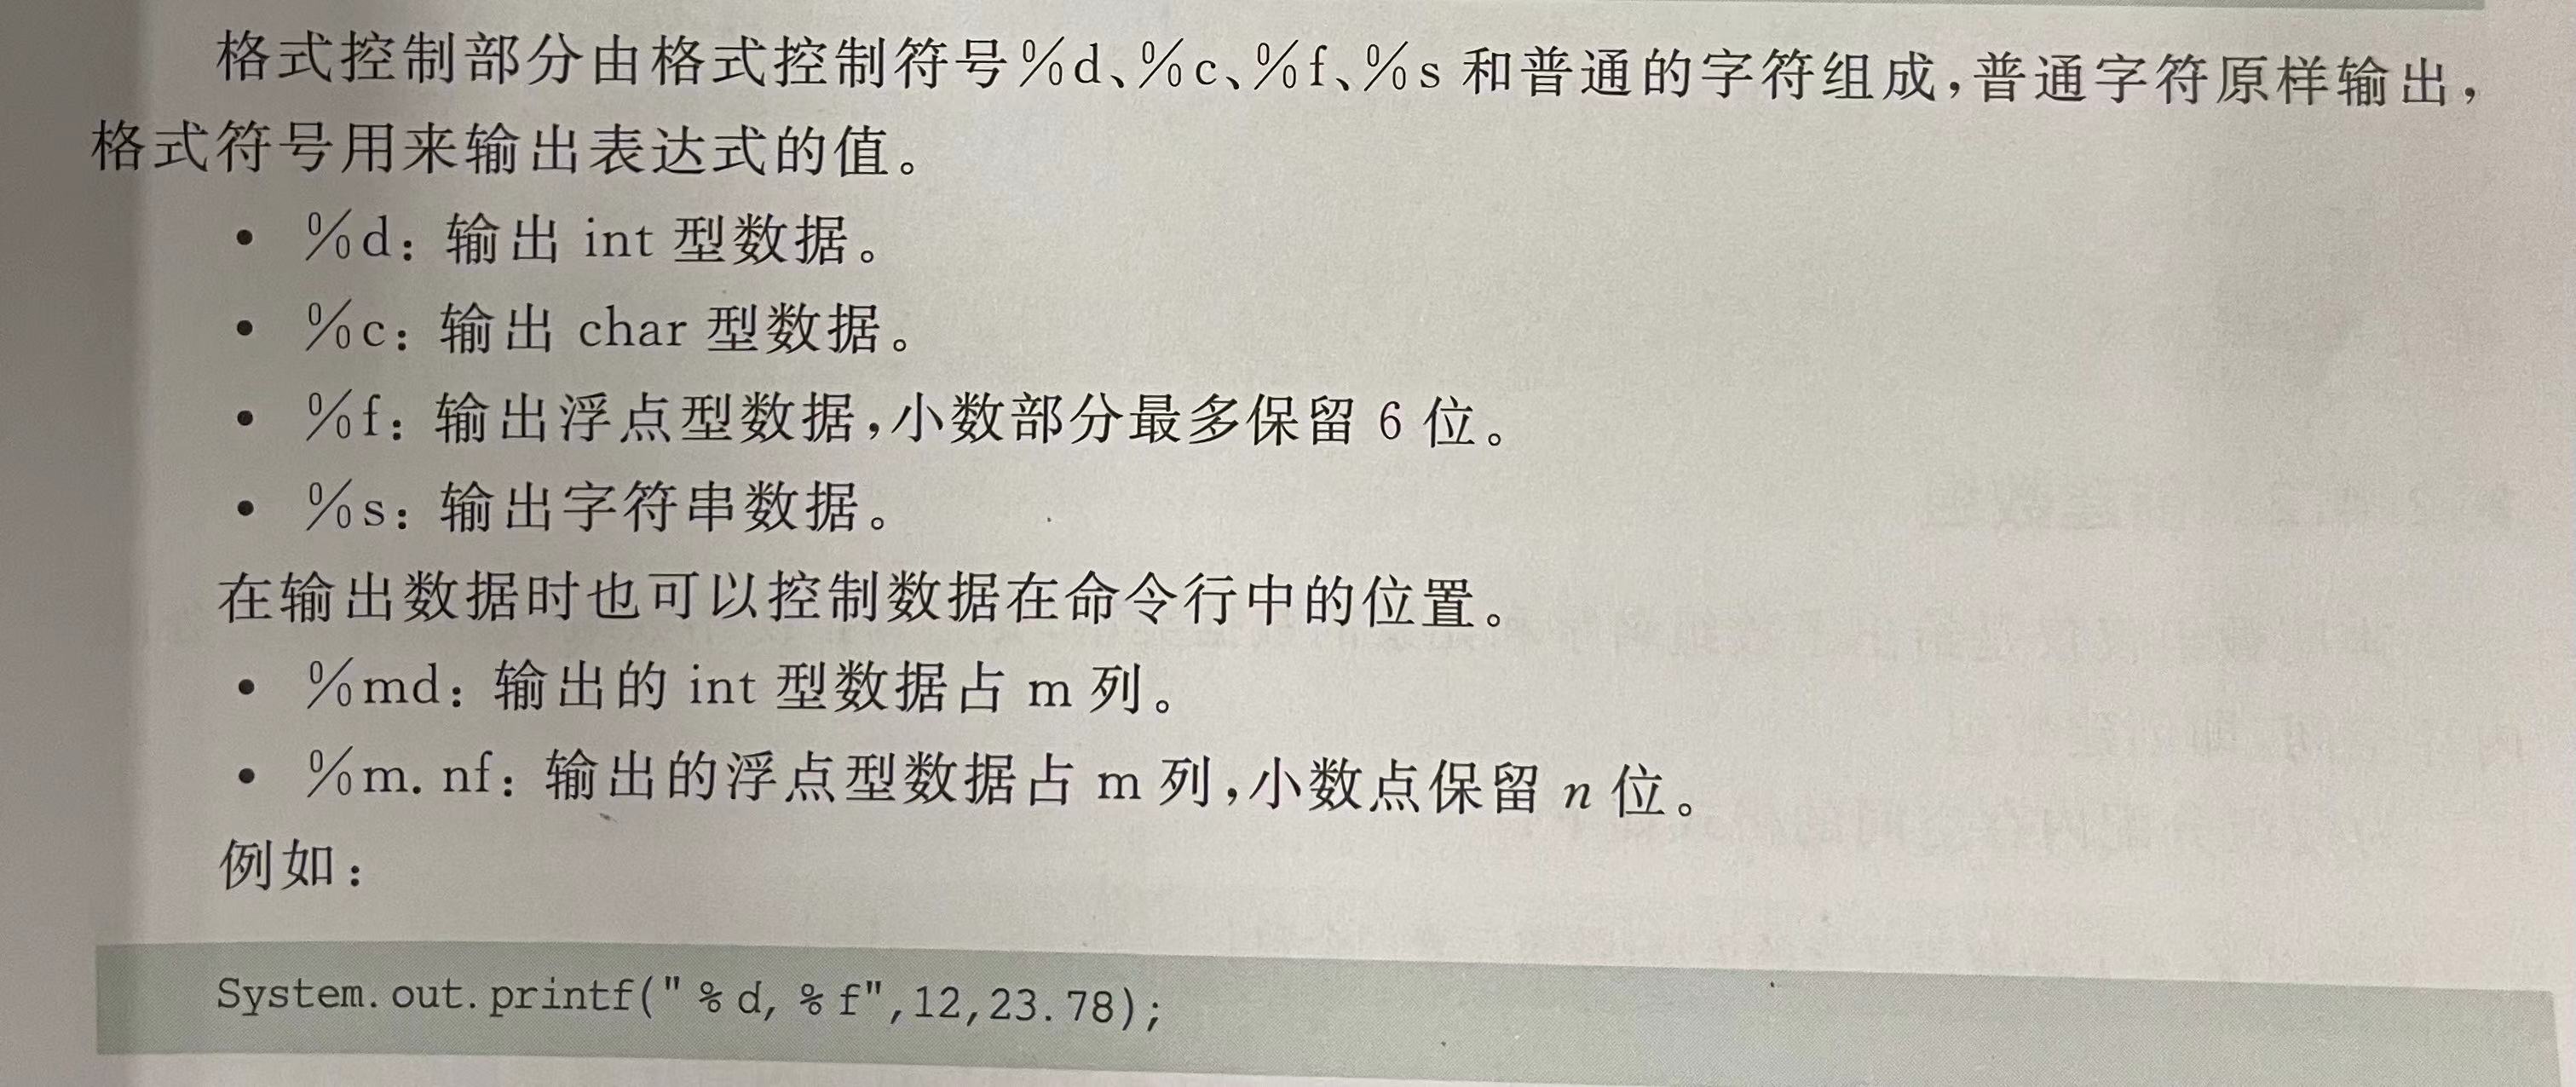 格式控制部分由格式控制符号%d、%c、%f、%s 和普通的字符组成,普通字符原样输出,
格式符号用来输出表达式的值。
• %d: 输出 int 型数据。
• %c: 输出 char 型数据。
• %f: 输出浮点型数据,小数部分最多保留 6 位。
• %s: 输出字符串数据。
在输出数据时也可以控制数据在命令行中的位置。
• %md: 输出的 int 型数据占 m 列。
• %m.nf: 输出的浮点型数据占 m 列,小数点保留 n 位。
例如:
System.out.printf("%d,%f",12,23.78);